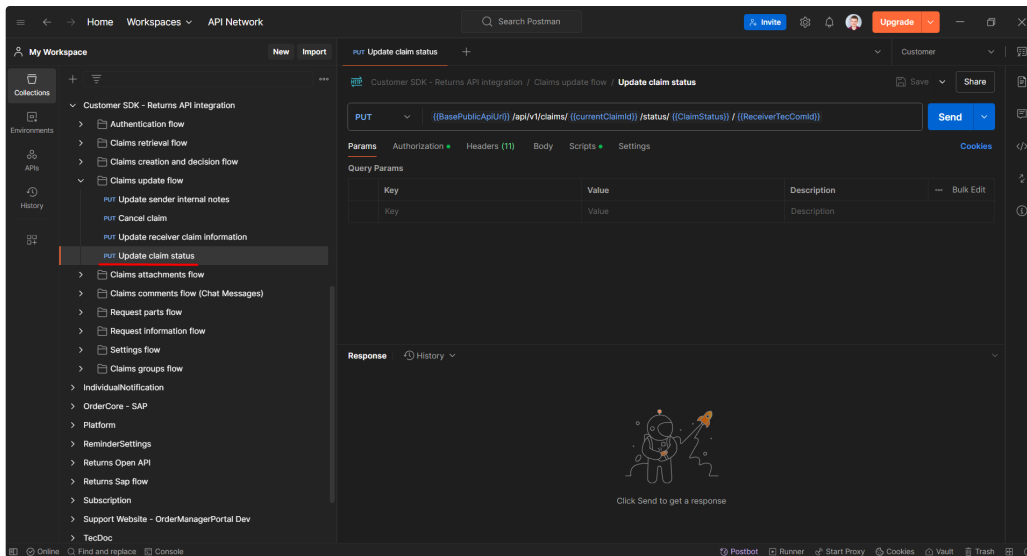 Home Workspaces API Network Search Postman Invite Upgrade
My Workspace New Import PUT Update claim status Customer
Collections
Environments
APIs
History
Customer SDK - Returns API integration
Authentication flow
Claims retrieval flow
Claims creation and decision flow
Claims update flow
PUT Update sender internal notes
PUT Cancel claim
PUT Update receiver claim information
PUT Update claim status
Claims attachments flow
Claims comments flow (Chat Messages)
Request parts flow
Request information flow
Settings flow
Claims groups flow
IndividualNotification
OrderCore - SAP
Platform
ReminderSettings
Returns Open API
Returns Sap flow
Subscription
Support Website - OrderManagerPortal Dev
TecDoc
HTTP Customer SDK - Returns API integration / Claims update flow / Update claim status Save Share
PUT {{BasePublicApiUrl}} /api/v1/claims/ {{currentClaimId}} /status/ {{ClaimStatus}} / {{ReceiverTecComId}} Send
Params Authorization Headers (11) Body Scripts Settings Cookies
Query Params
Key Value Description Bulk Edit
Key Value Description
Response History
Click Send to get a response
Online Find and replace Console Postbot Runner Start Proxy Cookies Vault Trash